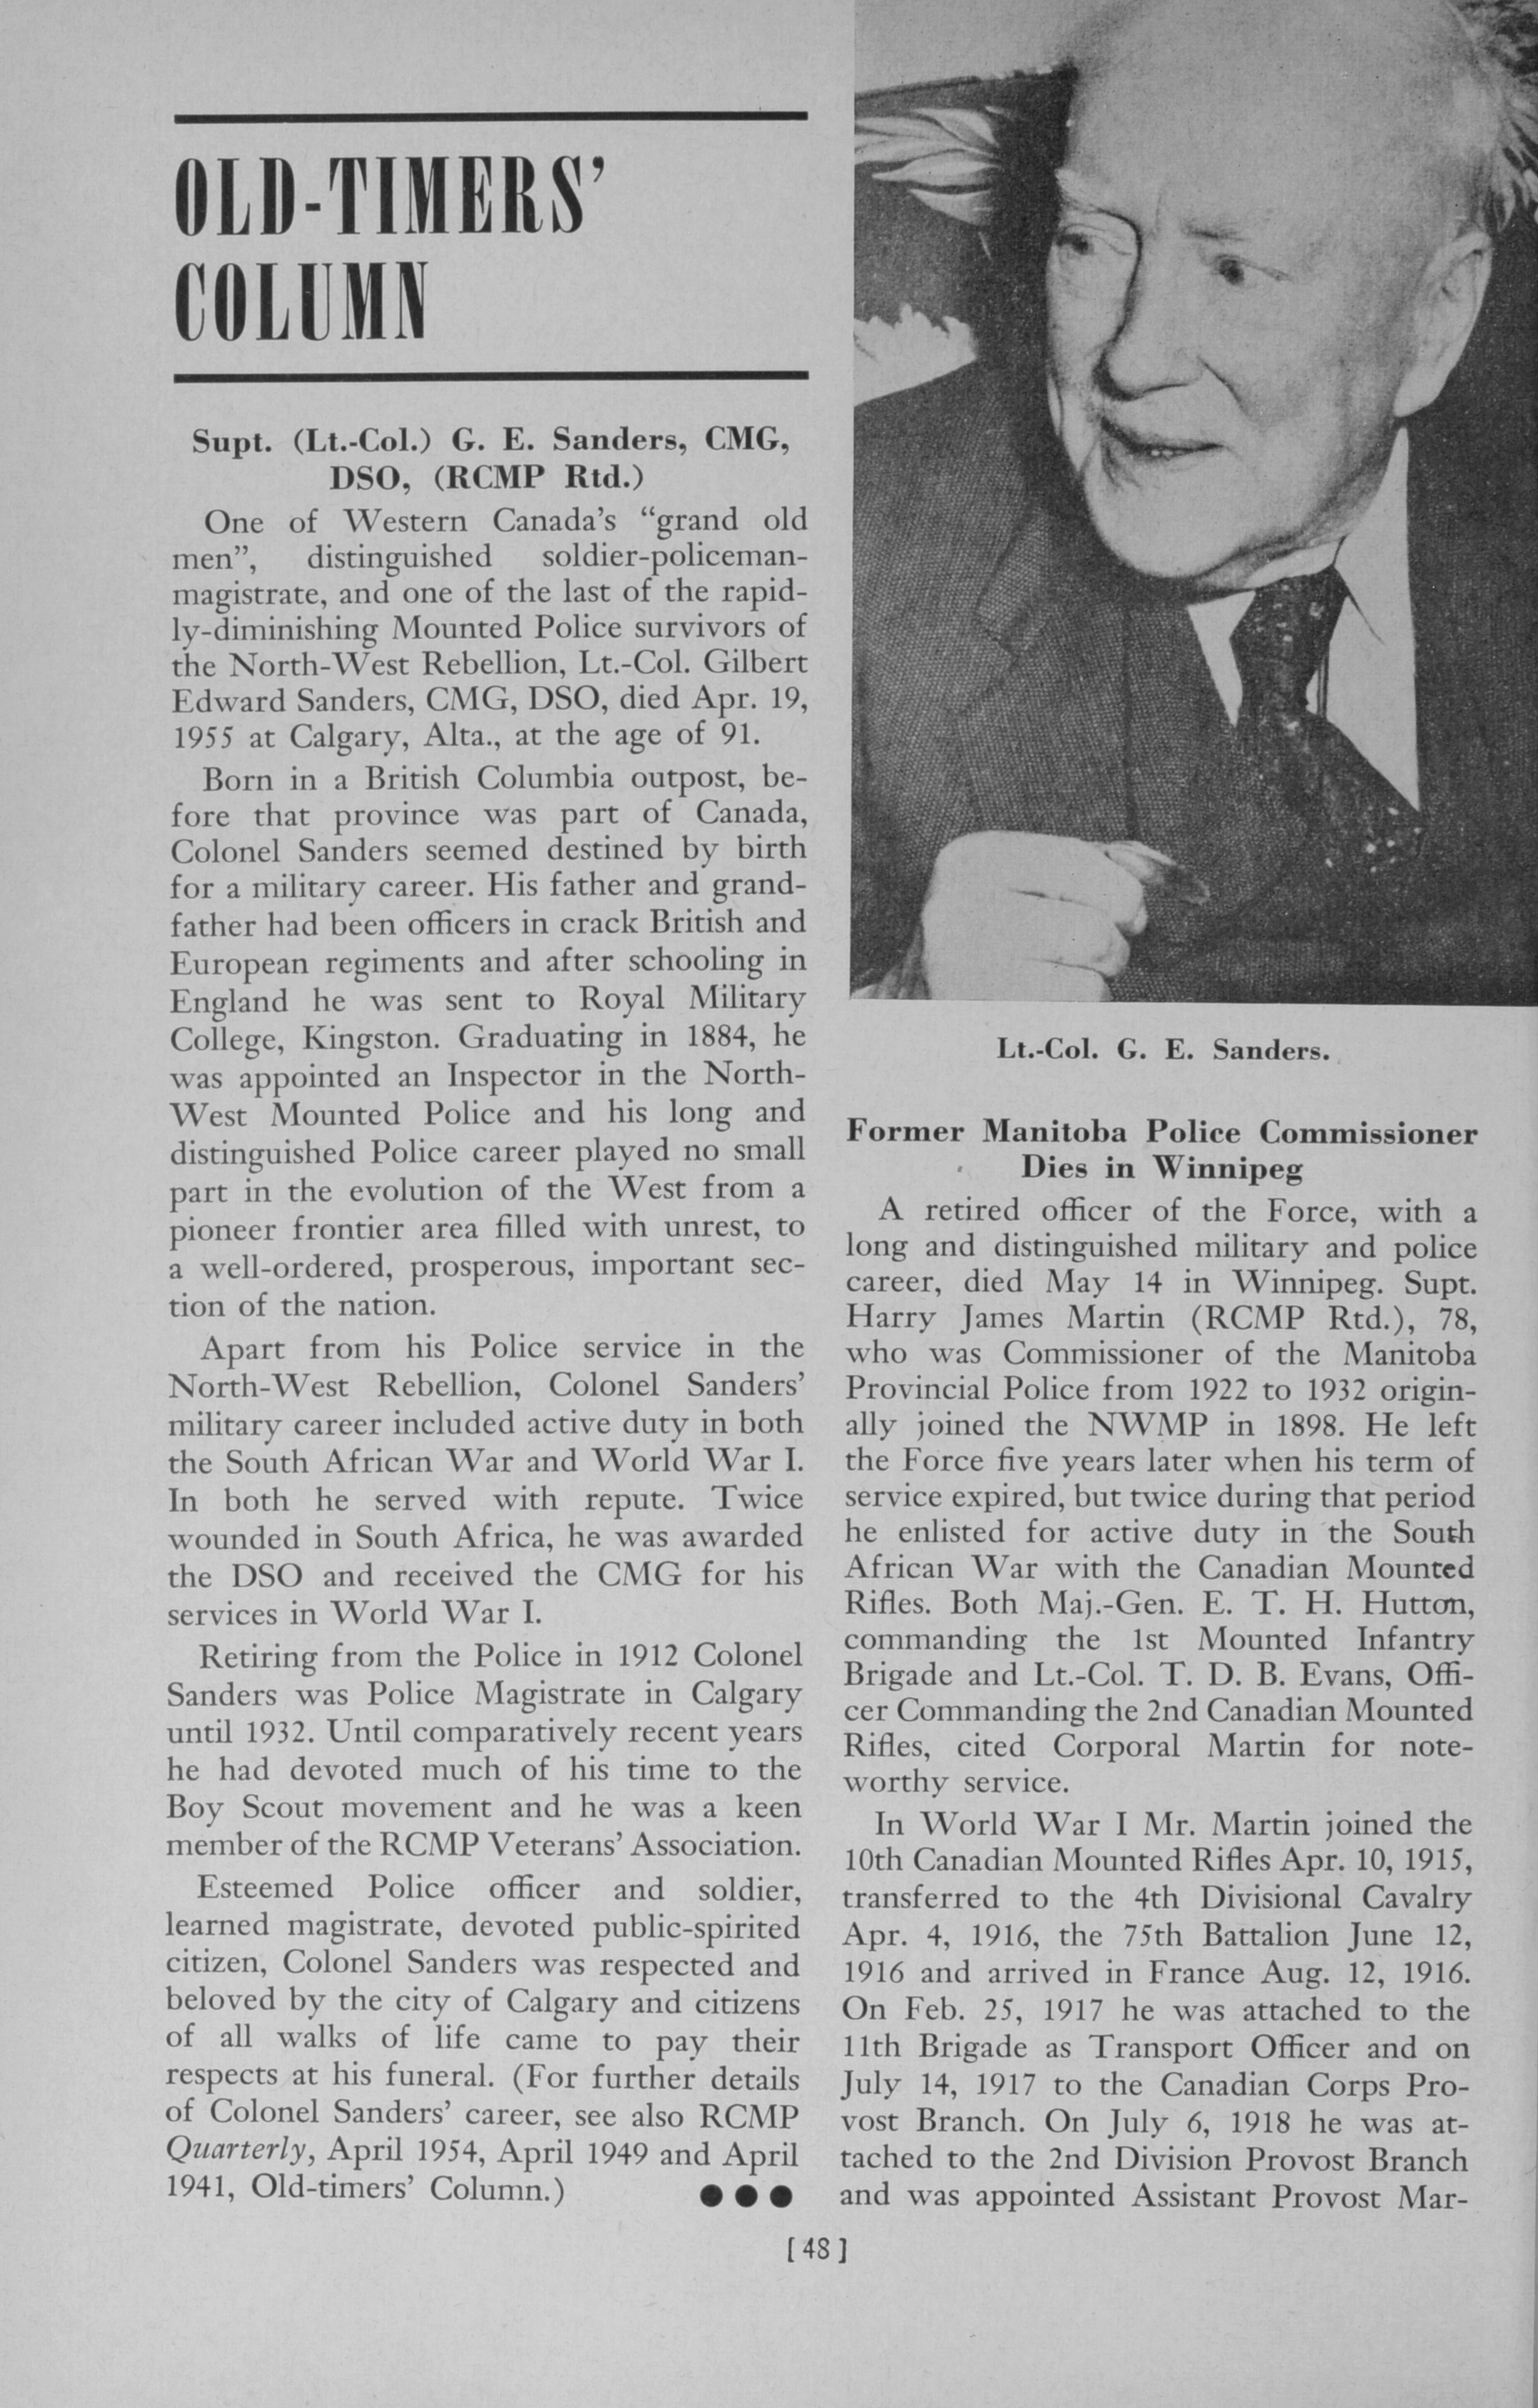 OLD-TIMERS'
COLUMN
Supt. (Lt.-Col.) G. E. Sanders, CMG,
DSO, (RCMP Rtd.)
One of Western Canada's "grand old
men", distinguished soldier-policeman-
magistrate, and one of the last of the rapid-
ly-diminishing Mounted Police survivors of
the North-West Rebellion, Lt.-Col. Gilbert
Edward Sanders, CMG, DSO, died Apr. 19,
1955 at Calgary, Alta., at the age of 91.
Born in a British Columbia outpost, be-
fore that province was part of Canada,
Colonel Sanders seemed destined by birth
for a military career. His father and grand-
father had been officers in crack British and
European regiments and after schooling in
England he was sent to Royal Military
College, Kingston. Graduating in 1884, he
was appointed an Inspector in the North-
West Mounted Police and his long and
distinguished Police career played no small
part in the evolution of the West from a
pioneer frontier area filled with unrest, to
a well-ordered, prosperous, important sec-
tion of the nation.
Apart from his Police service in the
North-West Rebellion, Colonel Sanders'
military career included active duty in both
the South African War and World War I.
In both he served with repute. Twice
wounded in South Africa, he was awarded
the DSO and received the CMG for his
services in World War I.
Retiring from the Police in 1912 Colonel
Sanders was Police Magistrate in Calgary
until 1932. Until comparatively recent years
he had devoted much of his time to the
Boy Scout movement and he was a keen
member of the RCMP Veterans' Association.
Esteemed Police officer and soldier,
learned magistrate, devoted public-spirited
citizen, Colonel Sanders was respected and
beloved by the city of Calgary and citizens
of all walks of life came to pay their
respects at his funeral. (For further details
of Colonel Sanders' career, see also RCMP
Quarterly, April 1954, April 1949 and April
1941, Old-timers' Column.) ●●●
Lt.-Col. G. E. Sanders.
Former Manitoba Police Commissioner
Dies in Winnipeg
A retired officer of the Force, with a
long and distinguished military and police
career, died May 14 in Winnipeg. Supt.
Harry James Martin (RCMP Rtd.), 78,
who was Commissioner of the Manitoba
Provincial Police from 1922 to 1932 origin-
ally joined the NWMP in 1898. He left
the Force five years later when his term of
service expired, but twice during that period
he enlisted for active duty in the South
African War with the Canadian Mounted
Rifles. Both Maj.-Gen. E. T. H. Hutton,
commanding the 1st Mounted Infantry
Brigade and Lt.-Col. T. D. B. Evans, Offi-
cer Commanding the 2nd Canadian Mounted
Rifles, cited Corporal Martin for note-
worthy service.
In World War I Mr. Martin joined the
10th Canadian Mounted Rifles Apr. 10, 1915,
transferred to the 4th Divisional Cavalry
Apr. 4, 1916, the 75th Battalion June 12,
1916 and arrived in France Aug. 12, 1916.
On Feb. 25, 1917 he was attached to the
11th Brigade as Transport Officer and on
July 14, 1917 to the Canadian Corps Pro-
vost Branch. On July 6, 1918 he was at-
tached to the 2nd Division Provost Branch
and was appointed Assistant Provost Mar-
[ 48 ]